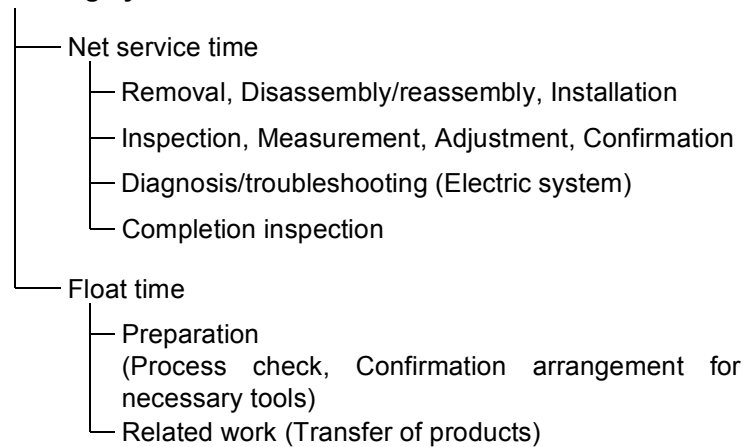 Net service time
Removal, Disassembly/reassembly, Installation
Inspection, Measurement, Adjustment, Confirmation
Diagnosis/troubleshooting (Electric system)
Completion inspection
Float time
Preparation
(Process check, Confirmation arrangement for
necessary tools)
Related work (Transfer of products)